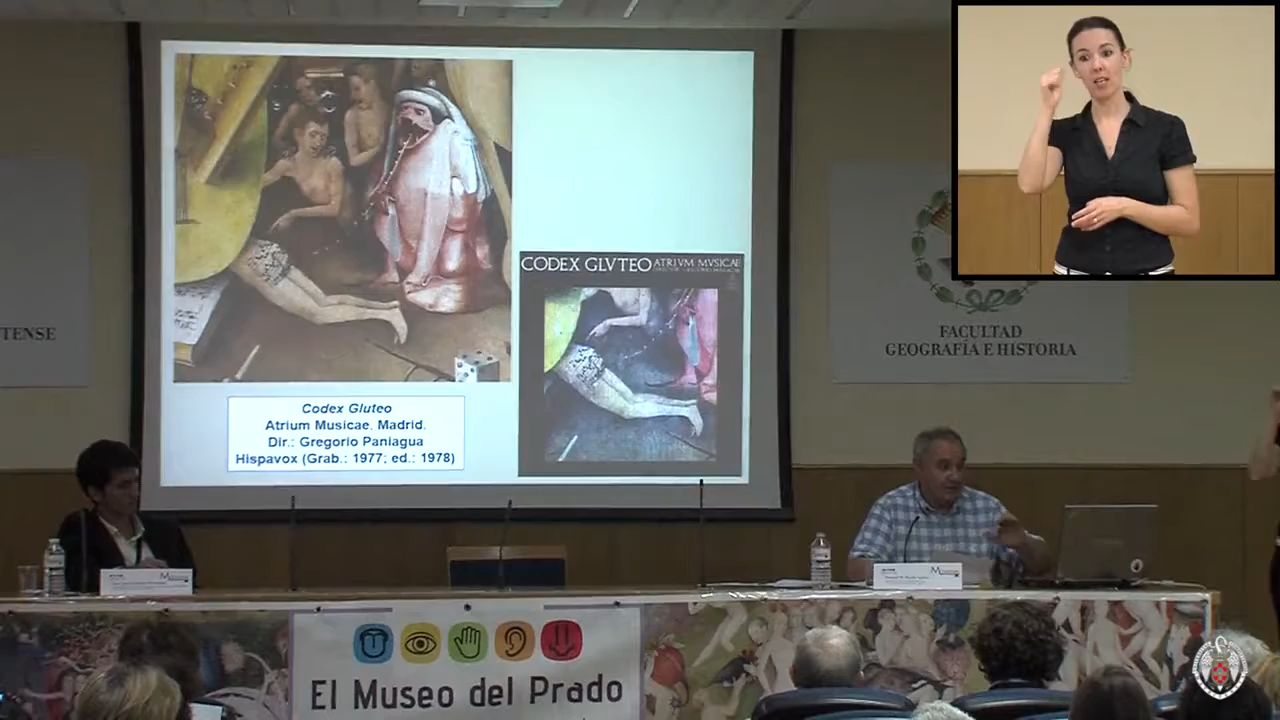 CODEX GLVTEO ATRIVM MVSICAE
Codex Gluteo
Atrium Musicae. Madrid.
Dir.: Gregorio Paniagua
Hispavox (Grab.: 1977; ed.: 1978)
TENSE
FACULTAD
GEOGRAFÍA E HISTORIA
El Museo del Prado